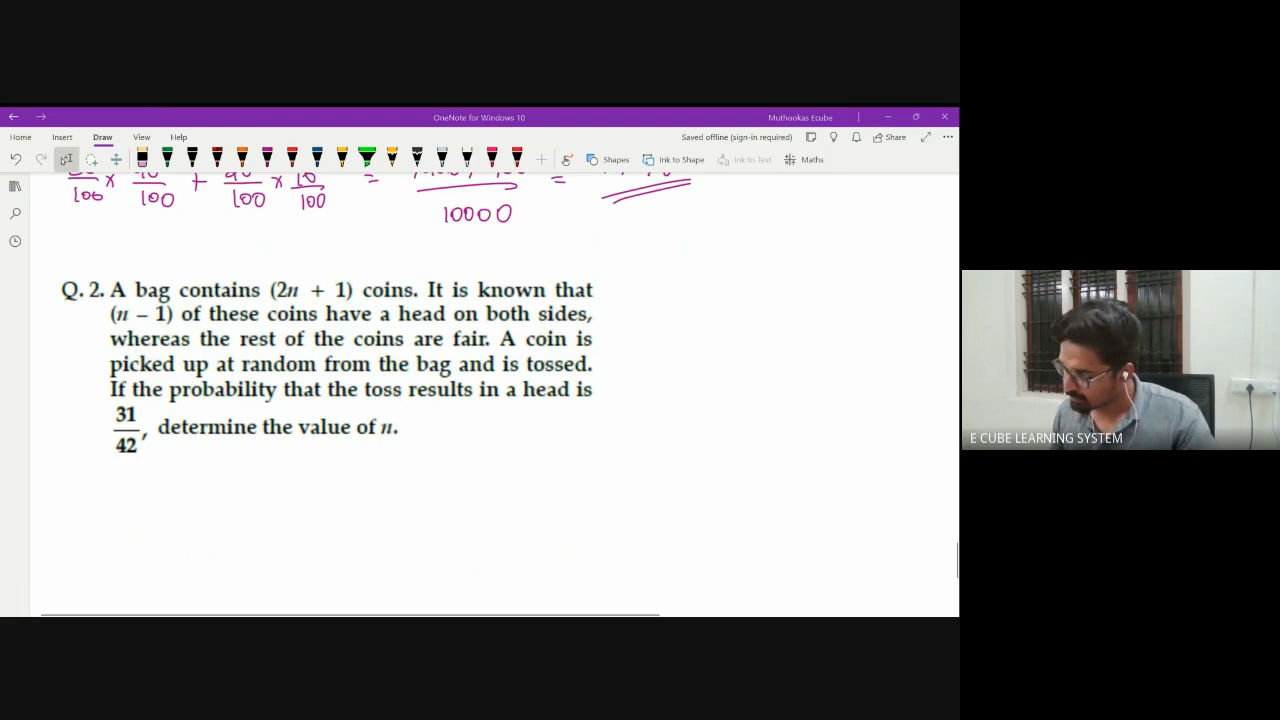 OneNote for Windows 10
Muthookas Ecube
Home Insert Draw View Help
Saved offline (sign-in required)
Share
Shapes
Ink to Shape
Ink to Text
Maths
100 × 100 + 100 × 100 = =
10000
Q. 2. A bag contains (2n + 1) coins. It is known that
(n – 1) of these coins have a head on both sides,
whereas the rest of the coins are fair. A coin is
picked up at random from the bag and is tossed.
If the probability that the toss results in a head is
31
42, determine the value of n.
E CUBE LEARNING SYSTEM